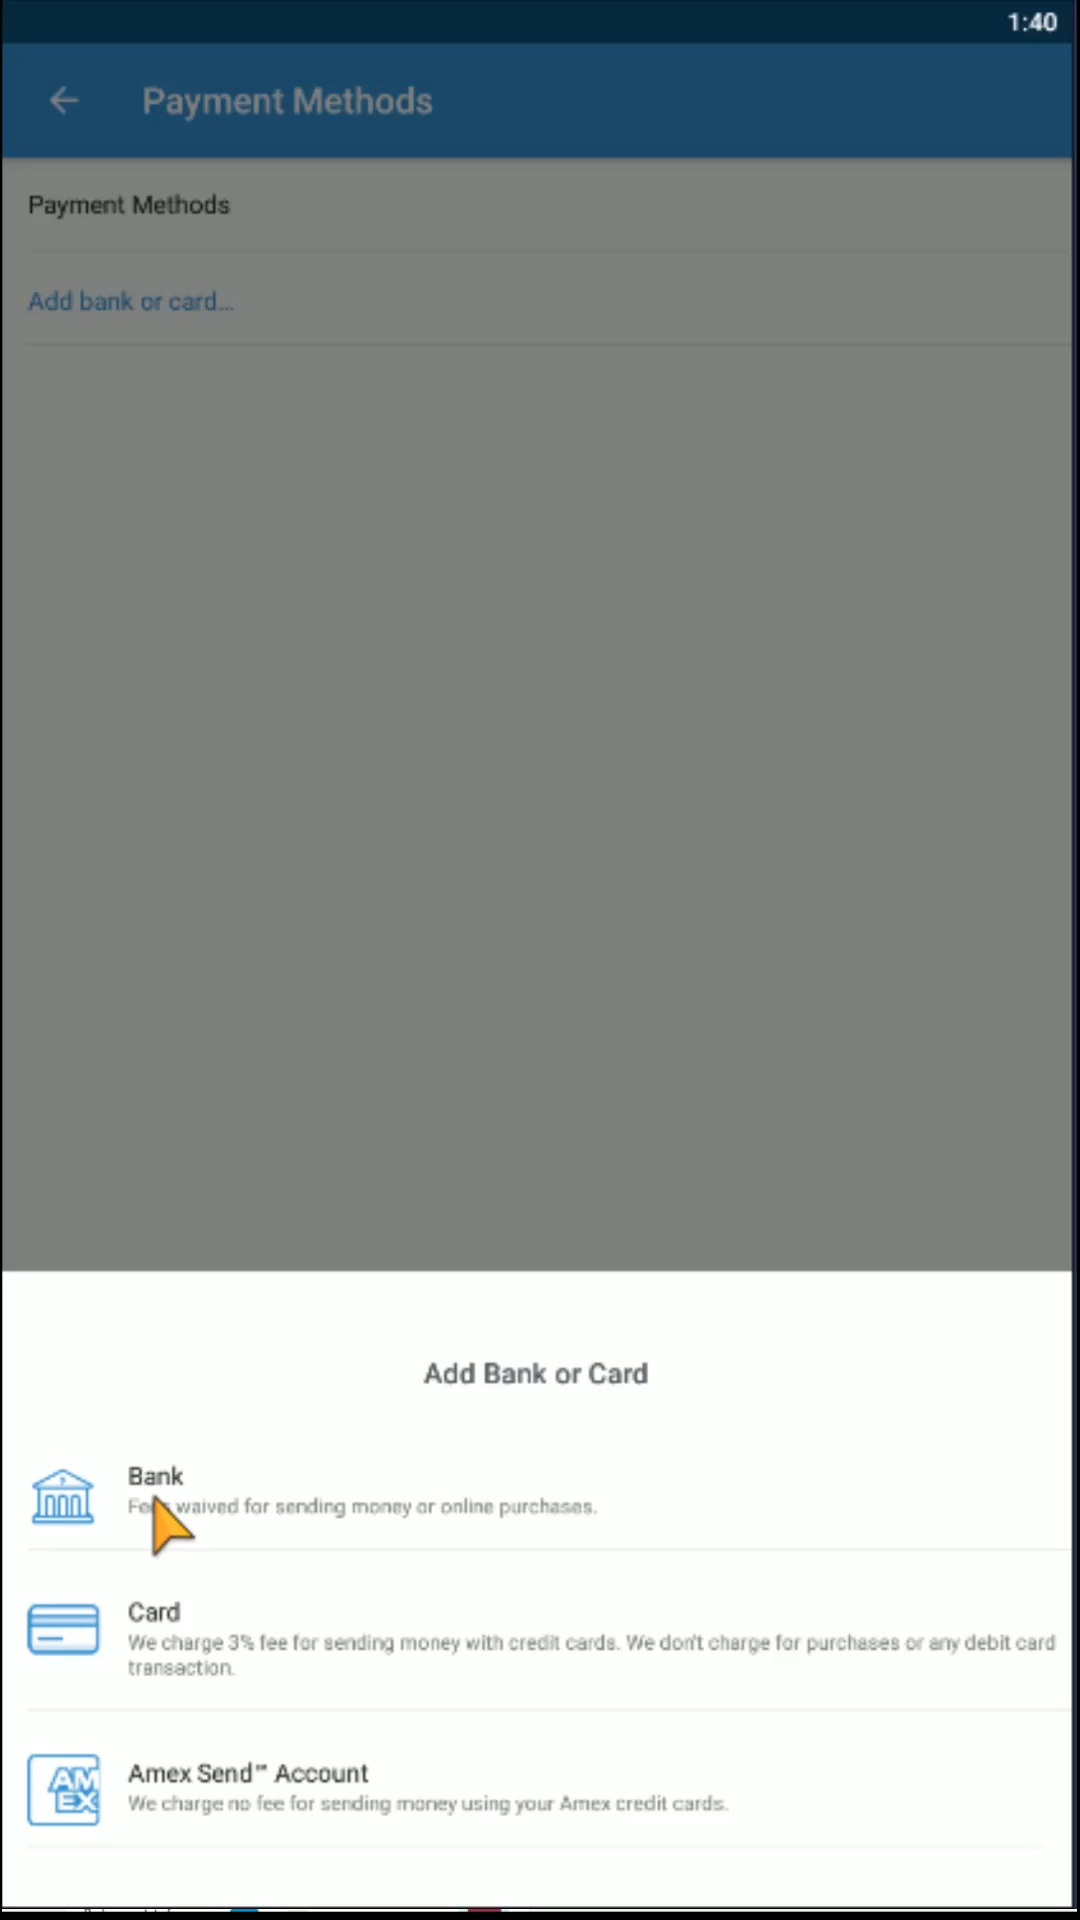 1:40
Payment Methods
Payment Methods
Add bank or card...
Add Bank or Card
Bank
waived for sending money or online purchases.
Card
We charge 3% fee for sending money with credit cards. We don't charge for purchases or any debit card
transaction.
AM
EX
Amex Send™ Account
We charge no fee for sending money using your Amex credit cards.